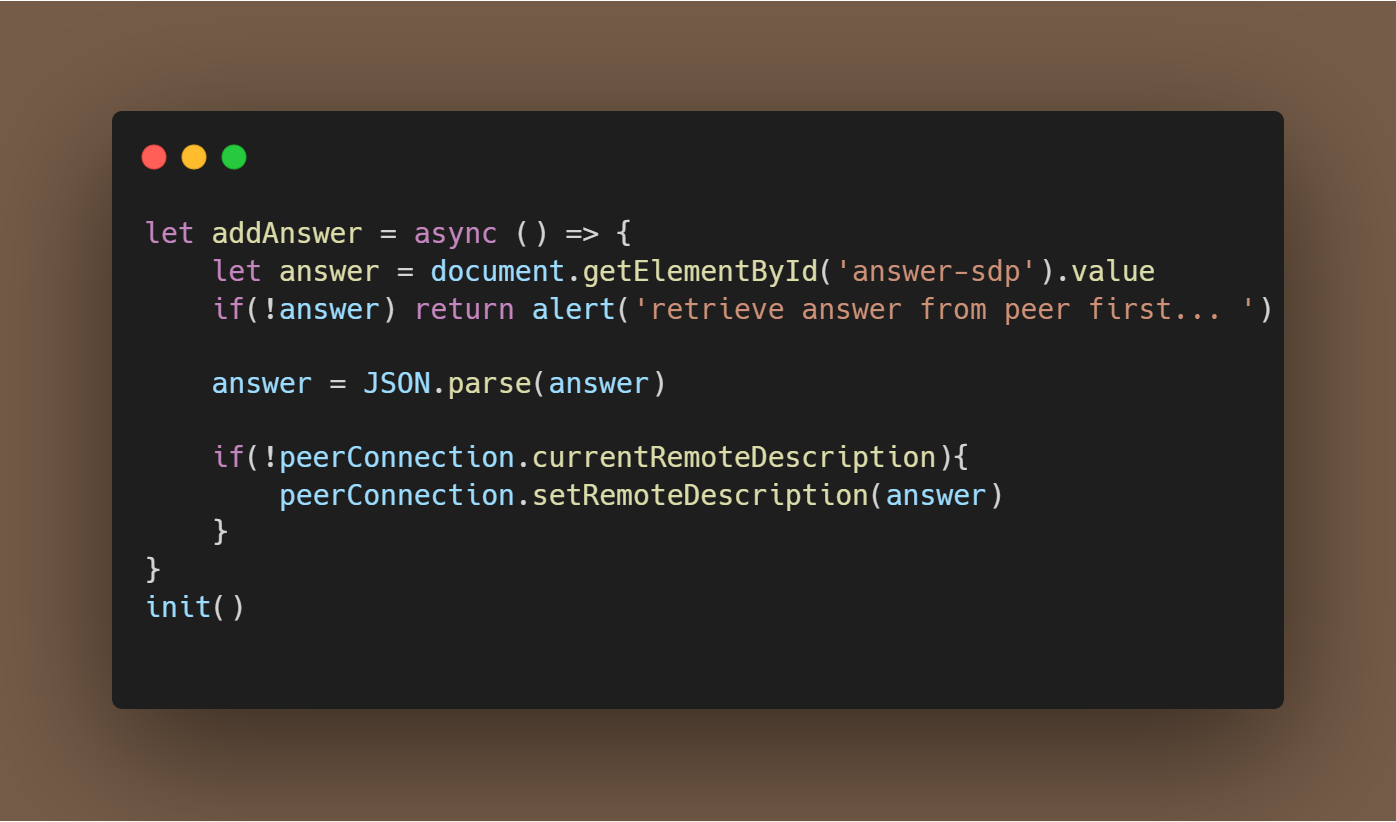 let addAnswer = async () => {
    let answer = document.getElementById('answer-sdp').value
    if(!answer) return alert('retrieve answer from peer first... ')
    answer = JSON.parse(answer)
    if(!peerConnection.currentRemoteDescription){
        peerConnection.setRemoteDescription(answer)
    }
}
init()